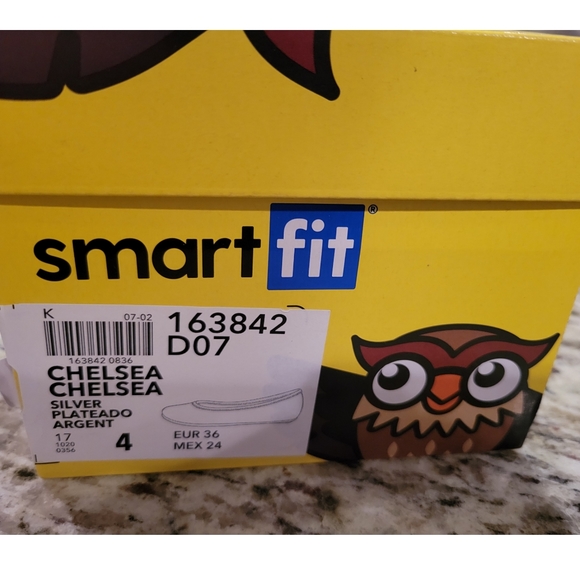 smart fit®
K 07-02
163842
D07
163842 0836
CHELSEA
CHELSEA
SILVER
PLATEADO
ARGENT
17
1020
0356
4
EUR 36
MEX 24